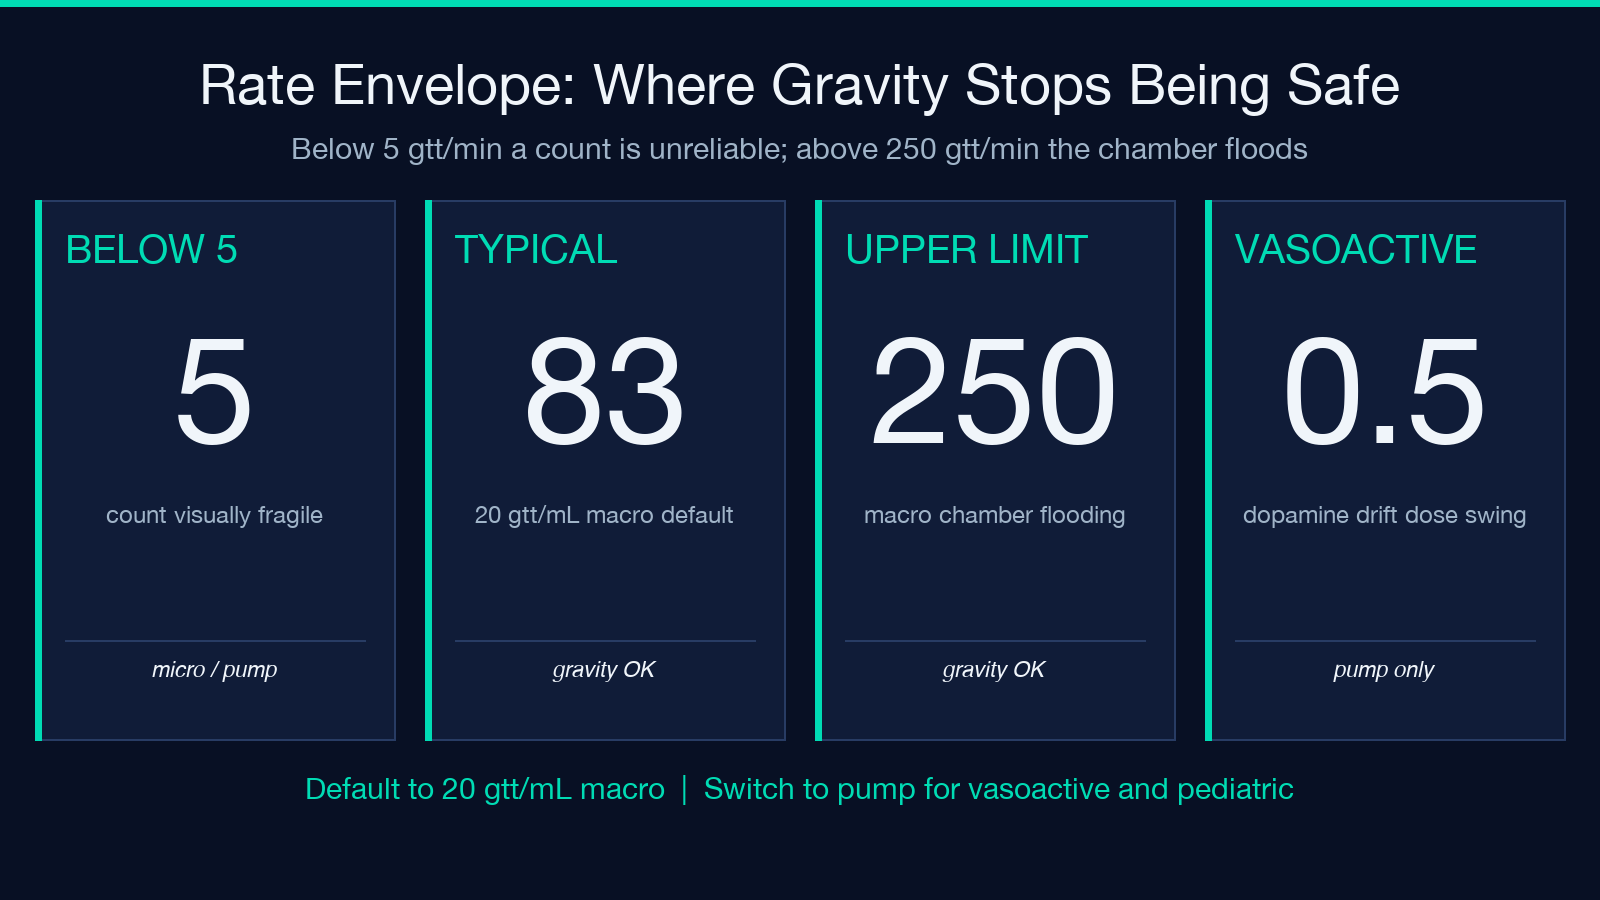 Rate Envelope: Where Gravity Stops Being Safe
Below 5 gtt/min a count is unreliable; above 250 gtt/min the chamber floods
BELOW 5
5
count visually fragile
micro / pump
TYPICAL
83
20 gtt/mL macro default
gravity OK
UPPER LIMIT
250
macro chamber flooding
gravity OK
VASOACTIVE
0.5
dopamine drift dose swing
pump only
Default to 20 gtt/mL macro | Switch to pump for vasoactive and pediatric